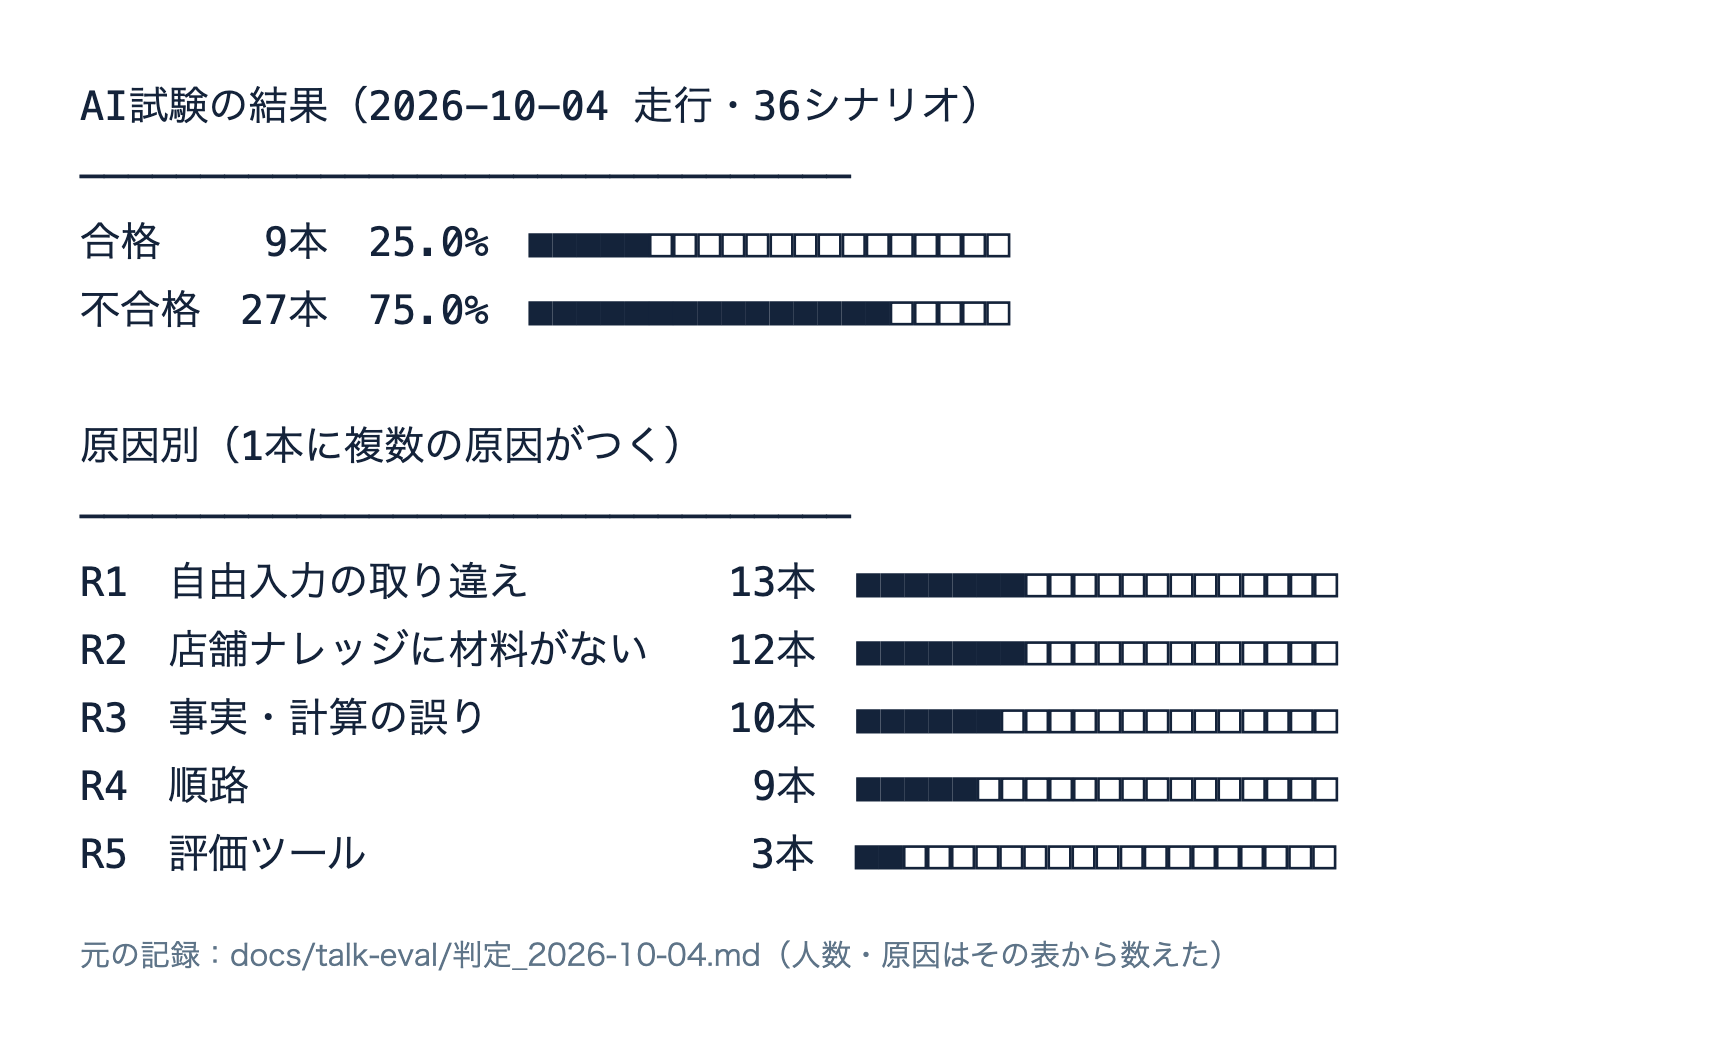 AI試験の結果（2026-10-04 走行・36シナリオ）
────────────────────────────────
合格　　 9本　25.0%　■■■■■□□□□□□□□□□□□□□□
不合格　27本　75.0%　■■■■■■■■■■■■■■■□□□□□
原因別（1本に複数の原因がつく）
────────────────────────────────
R1　自由入力の取り違え　　　　　13本　■■■■■■■□□□□□□□□□□□□□
R2　店舗ナレッジに材料がない　　12本　■■■■■■■□□□□□□□□□□□□□
R3　事実・計算の誤り　　　　　　10本　■■■■■■□□□□□□□□□□□□□□
R4　順路　　　　　　　　　　　　 9本　■■■■■□□□□□□□□□□□□□□□
R5　評価ツール　　　　　　　　　 3本　■■□□□□□□□□□□□□□□□□□□
元の記録：docs/talk-eval/判定_2026-10-04.md（人数・原因はその表から数えた）